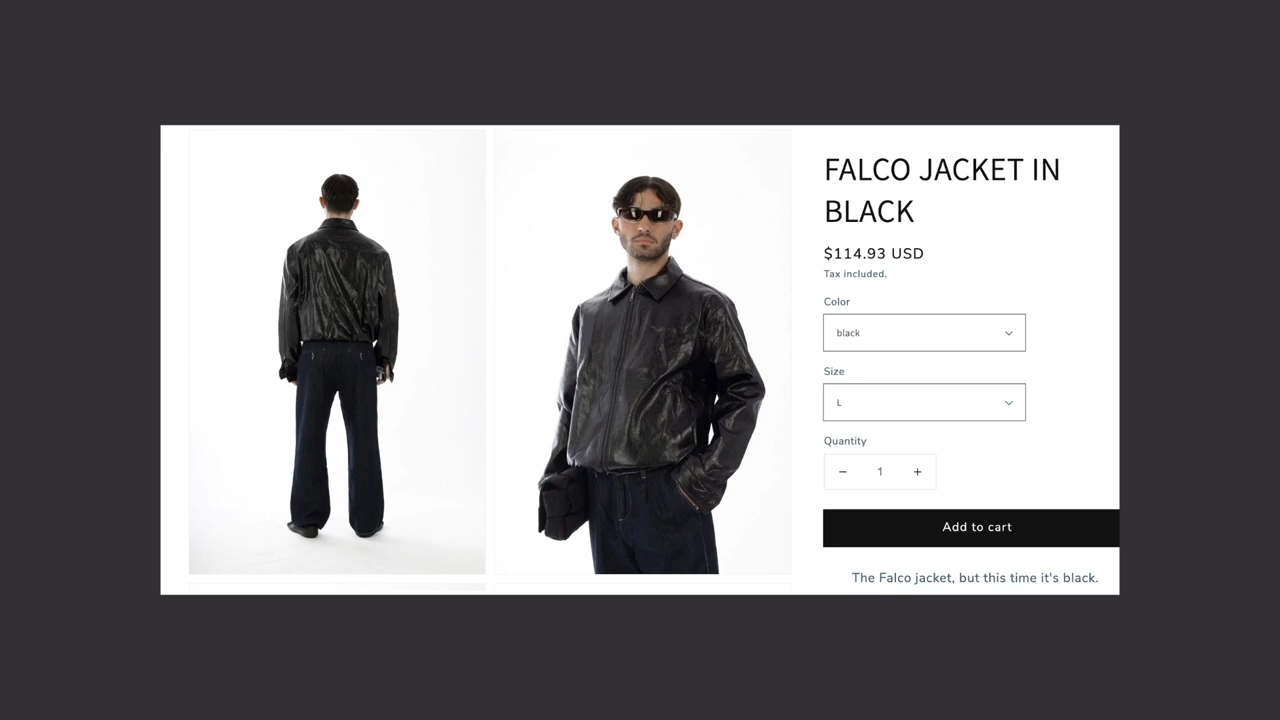 FALCO JACKET IN
BLACK
$114.93 USD
Tax included.
Color
black
Size
L
Quantity
− 1 +
Add to cart
The Falco jacket, but this time it's black.